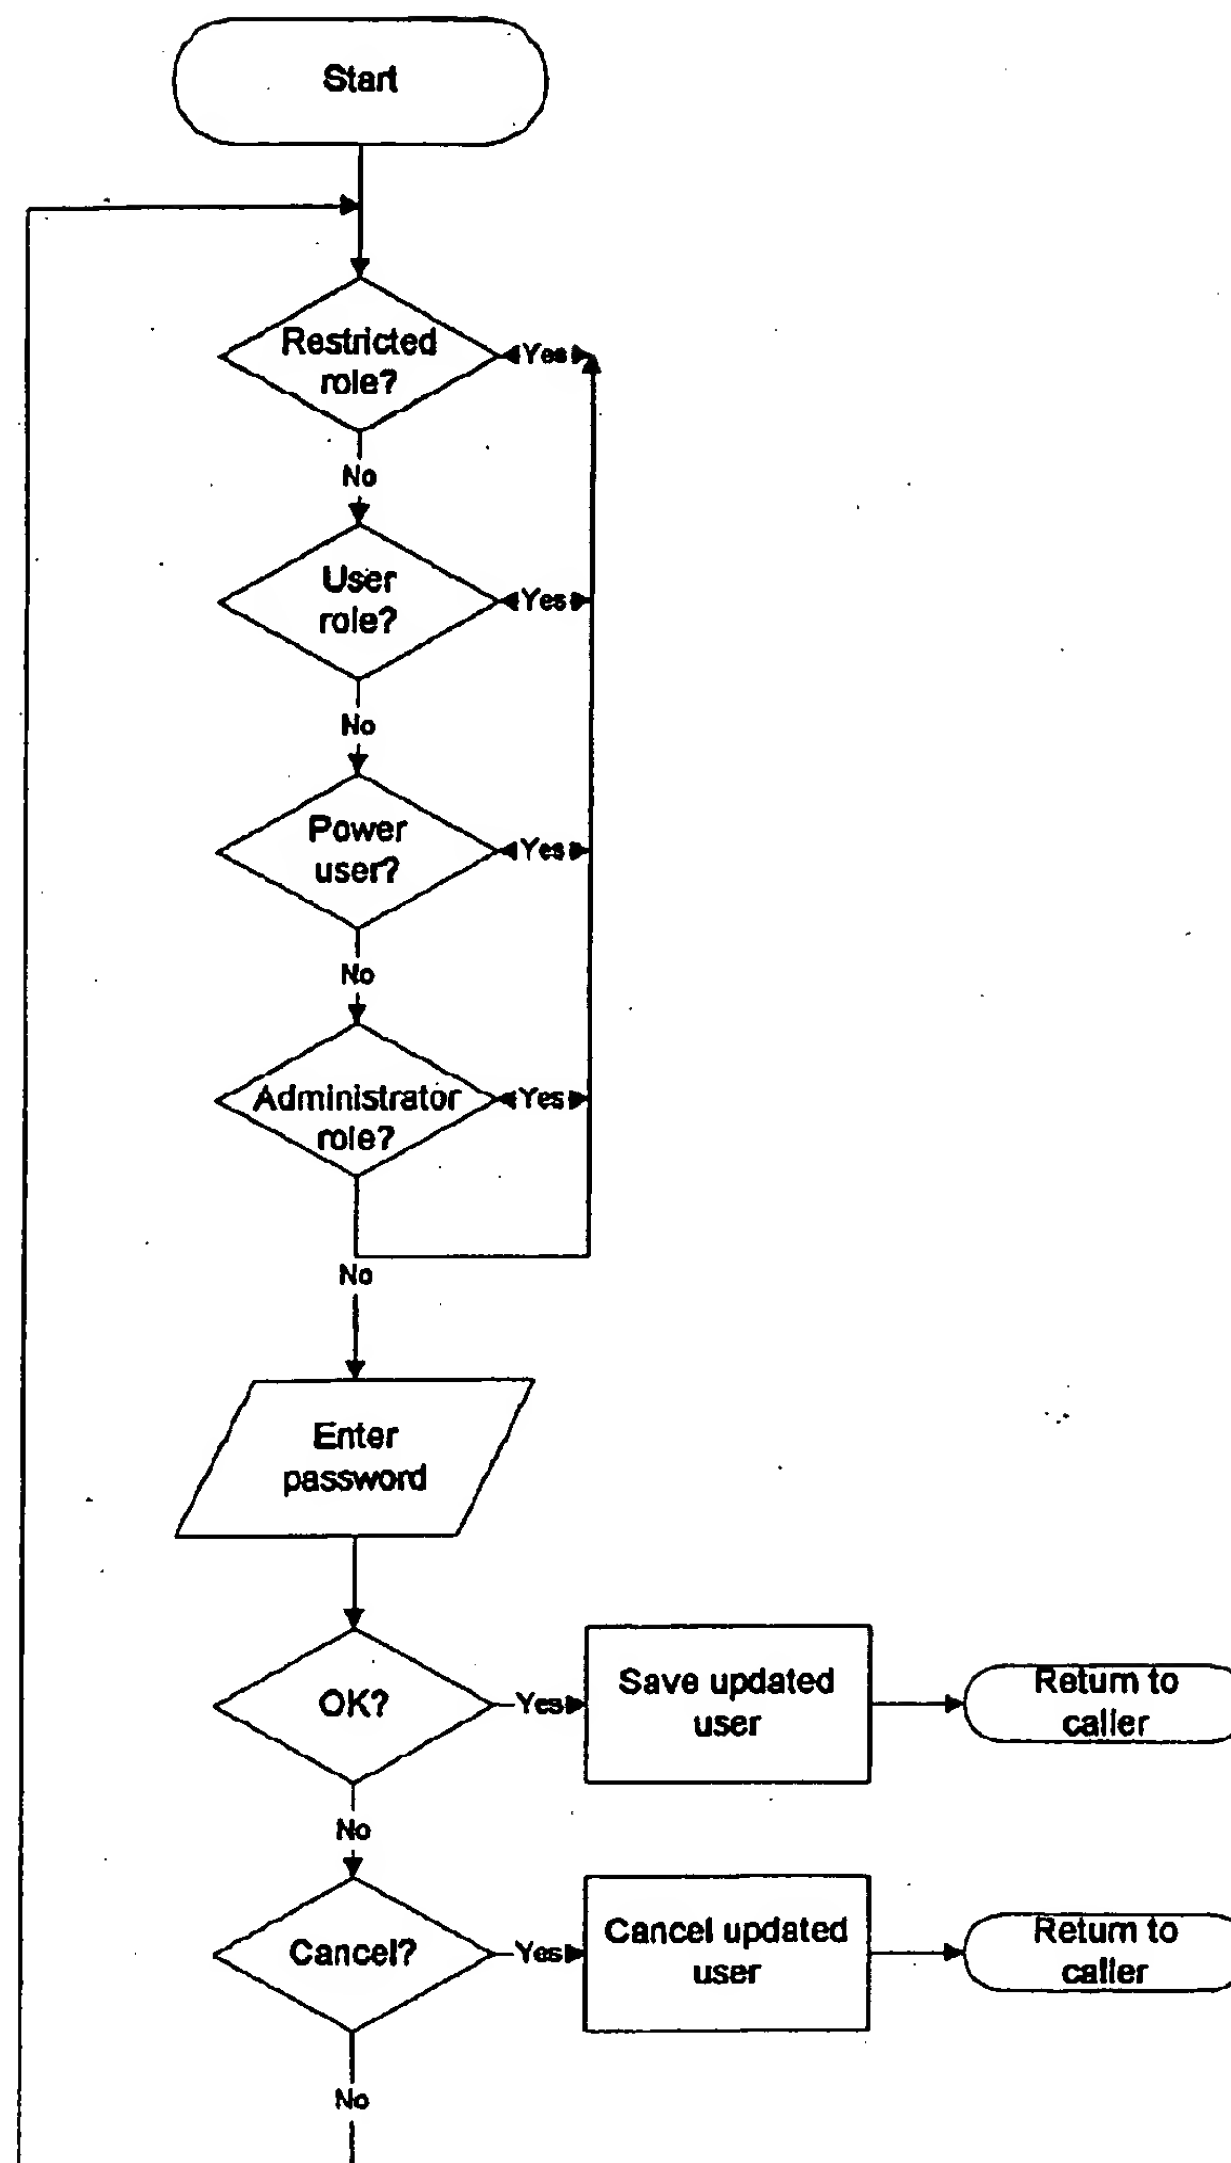 Start
Restricted
role?
Yes
No
User
role?
Yes
No
Power
user?
Yes
No
Administrator
role?
Yes
No
Enter
password
OK?
Yes
Save updated
user
Return to
caller
No
Cancel?
Yes
Cancel updated
user
Return to
caller
No